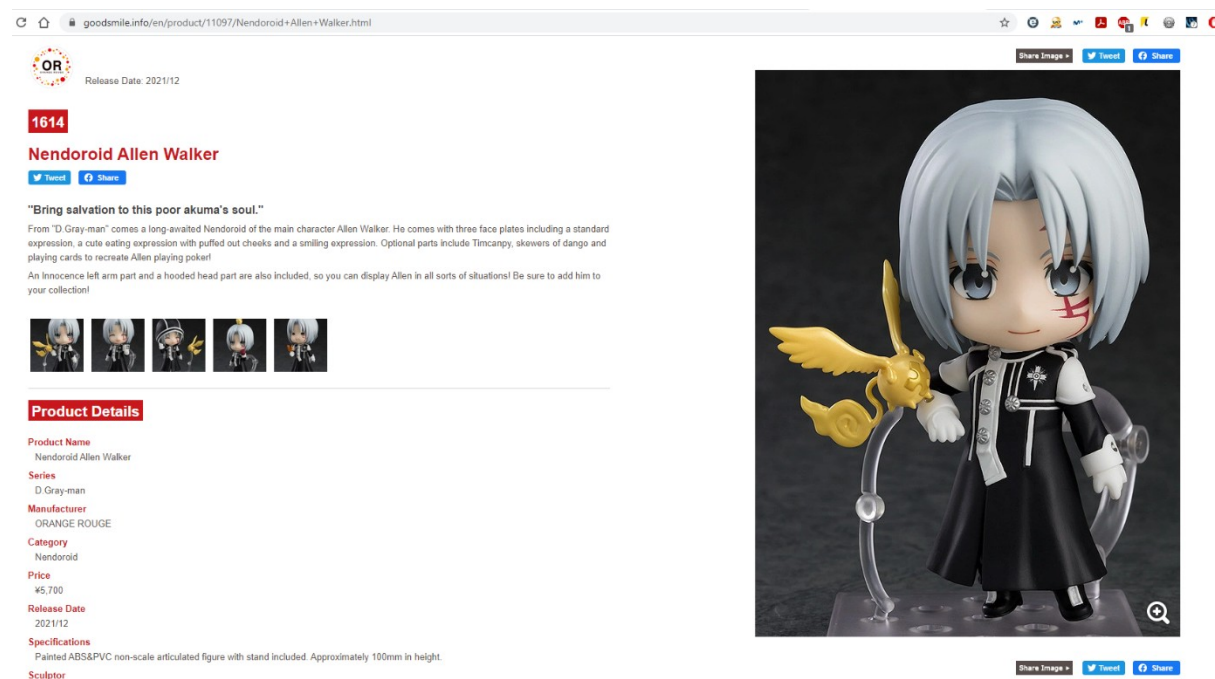 goodsmile.info/en/product/11097/Nendoroid+Allen+Walker.html
OR
Release Date: 2021/12
Share Image >
Tweet
Share
1614
Nendoroid Allen Walker
Tweet
Share
"Bring salvation to this poor akuma's soul."
From "D.Gray-man" comes a long-awaited Nendoroid of the main character Allen Walker. He comes with three face plates including a standard
expression, a cute eating expression with puffed out cheeks and a smiling expression. Optional parts include Timcanpy, skewers of dango and
playing cards to recreate Allen playing poker!
An Innocence left arm part and a hooded head part are also included, so you can display Allen in all sorts of situations! Be sure to add him to
your collection!
Product Details
Product Name
Nendoroid Allen Walker
Series
D.Gray-man
Manufacturer
ORANGE ROUGE
Category
Nendoroid
Price
¥5,700
Release Date
2021/12
Specifications
Painted ABS&PVC non-scale articulated figure with stand included. Approximately 100mm in height.
Sculptor
Share Image >
Tweet
Share